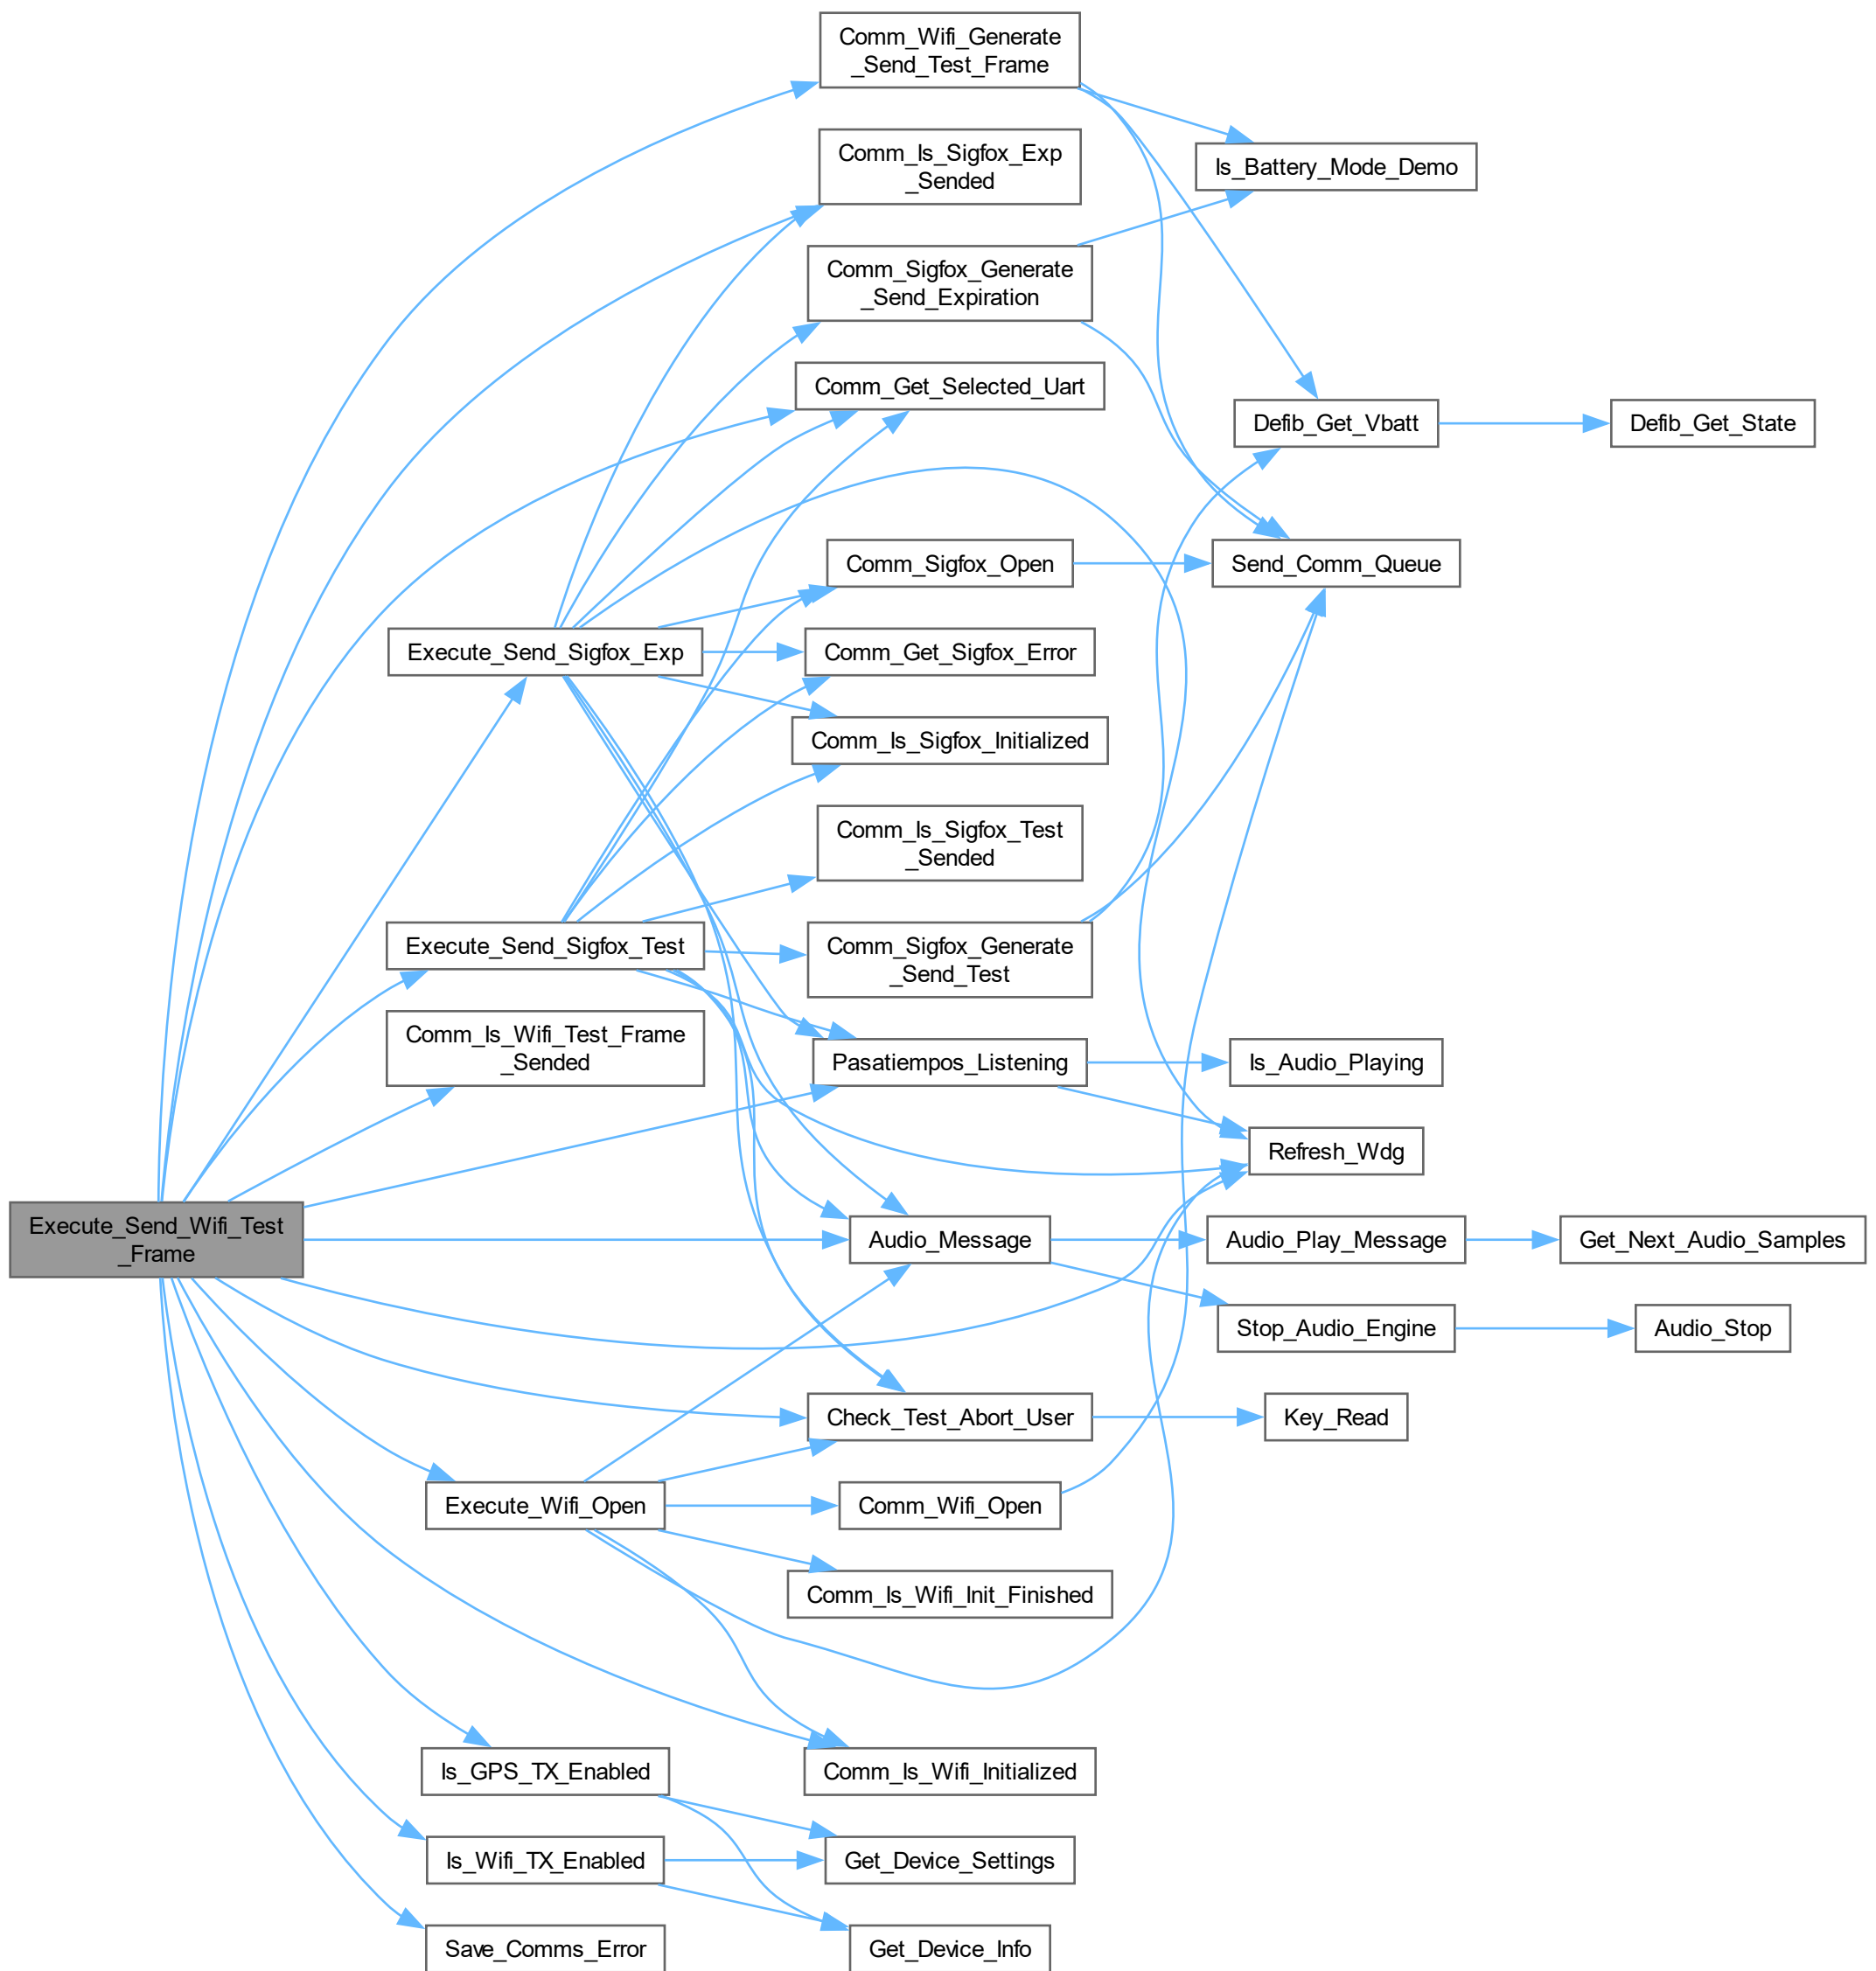 Comm_Wifi_Generate
_Send_Test_Frame
Comm_Is_Sigfox_Exp
_Sended
Is_Battery_Mode_Demo
Comm_Sigfox_Generate
_Send_Expiration
Comm_Get_Selected_Uart
Defib_Get_Vbatt
Defib_Get_State
Comm_Sigfox_Open
Send_Comm_Queue
Execute_Send_Sigfox_Exp
Comm_Get_Sigfox_Error
Comm_Is_Sigfox_Initialized
Comm_Is_Sigfox_Test
_Sended
Execute_Send_Sigfox_Test
Comm_Sigfox_Generate
_Send_Test
Comm_Is_Wifi_Test_Frame
_Sended
Pasatiempos_Listening
Is_Audio_Playing
Refresh_Wdg
Execute_Send_Wifi_Test
_Frame
Audio_Message
Audio_Play_Message
Get_Next_Audio_Samples
Stop_Audio_Engine
Audio_Stop
Check_Test_Abort_User
Key_Read
Execute_Wifi_Open
Comm_Wifi_Open
Comm_Is_Wifi_Init_Finished
Is_GPS_TX_Enabled
Comm_Is_Wifi_Initialized
Is_Wifi_TX_Enabled
Get_Device_Settings
Save_Comms_Error
Get_Device_Info